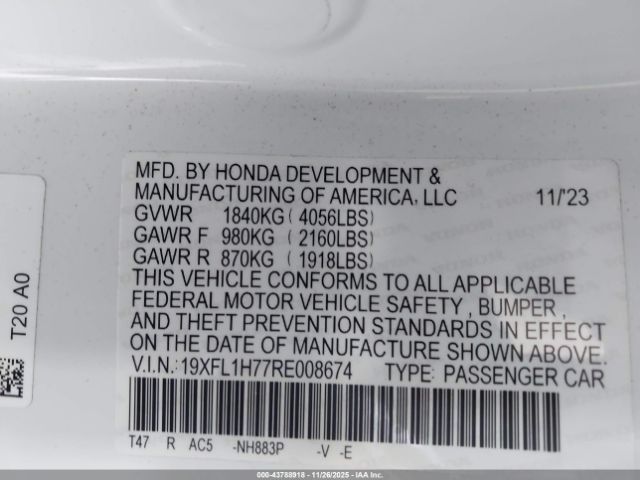 MFD. BY HONDA DEVELOPMENT &
MANUFACTURING OF AMERICA, LLC 11/'23
GVWR 1840KG ( 4056LBS)
GAWR F 980KG ( 2160LBS)
GAWR R 870KG ( 1918LBS)
THIS VEHICLE CONFORMS TO ALL APPLICABLE
FEDERAL MOTOR VEHICLE SAFETY , BUMPER ,
AND THEFT PREVENTION STANDARDS IN EFFECT
ON THE DATE OF MANUFACTURE SHOWN ABOVE.
V.I.N.: 19XFL1H77RE008674 TYPE: PASSENGER CAR
T47 R AC5 -NH883P -V -E
T20 A0
000-43788918 - 11/26/2025 - IAAHOLDINGS, LLC